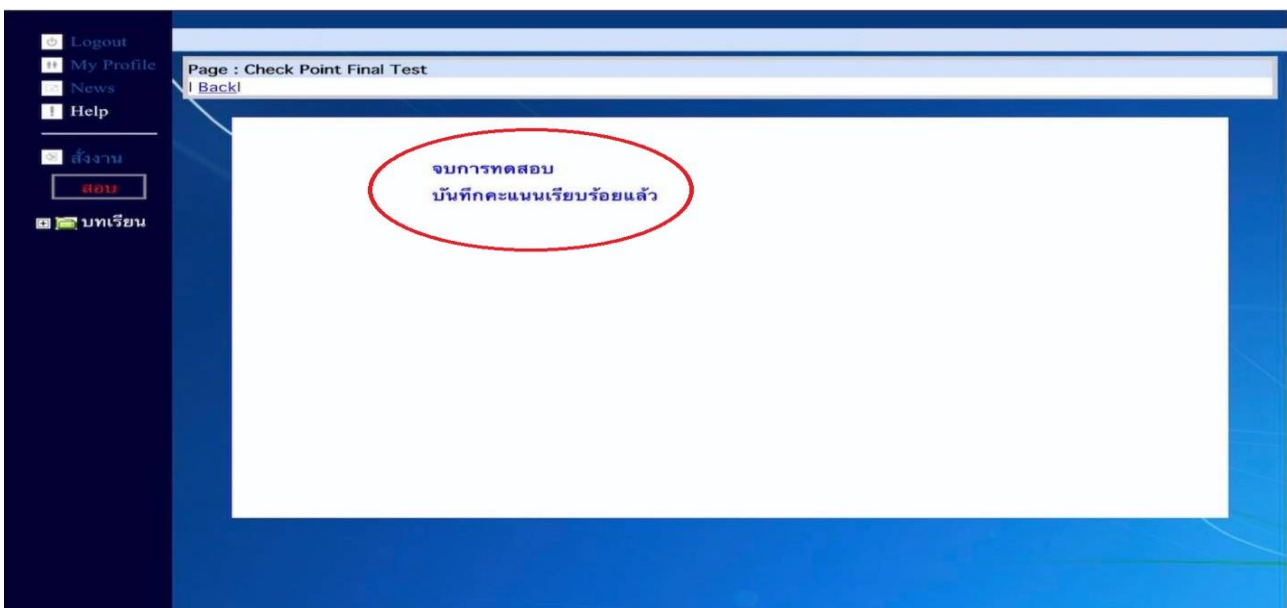 Logout
My Profile
News
Help
สั่งงาน
สอบ
บทเรียน
Page : Check Point Final Test
| Back|
จบการทดสอบ
บันทึกคะแนนเรียบร้อยแล้ว